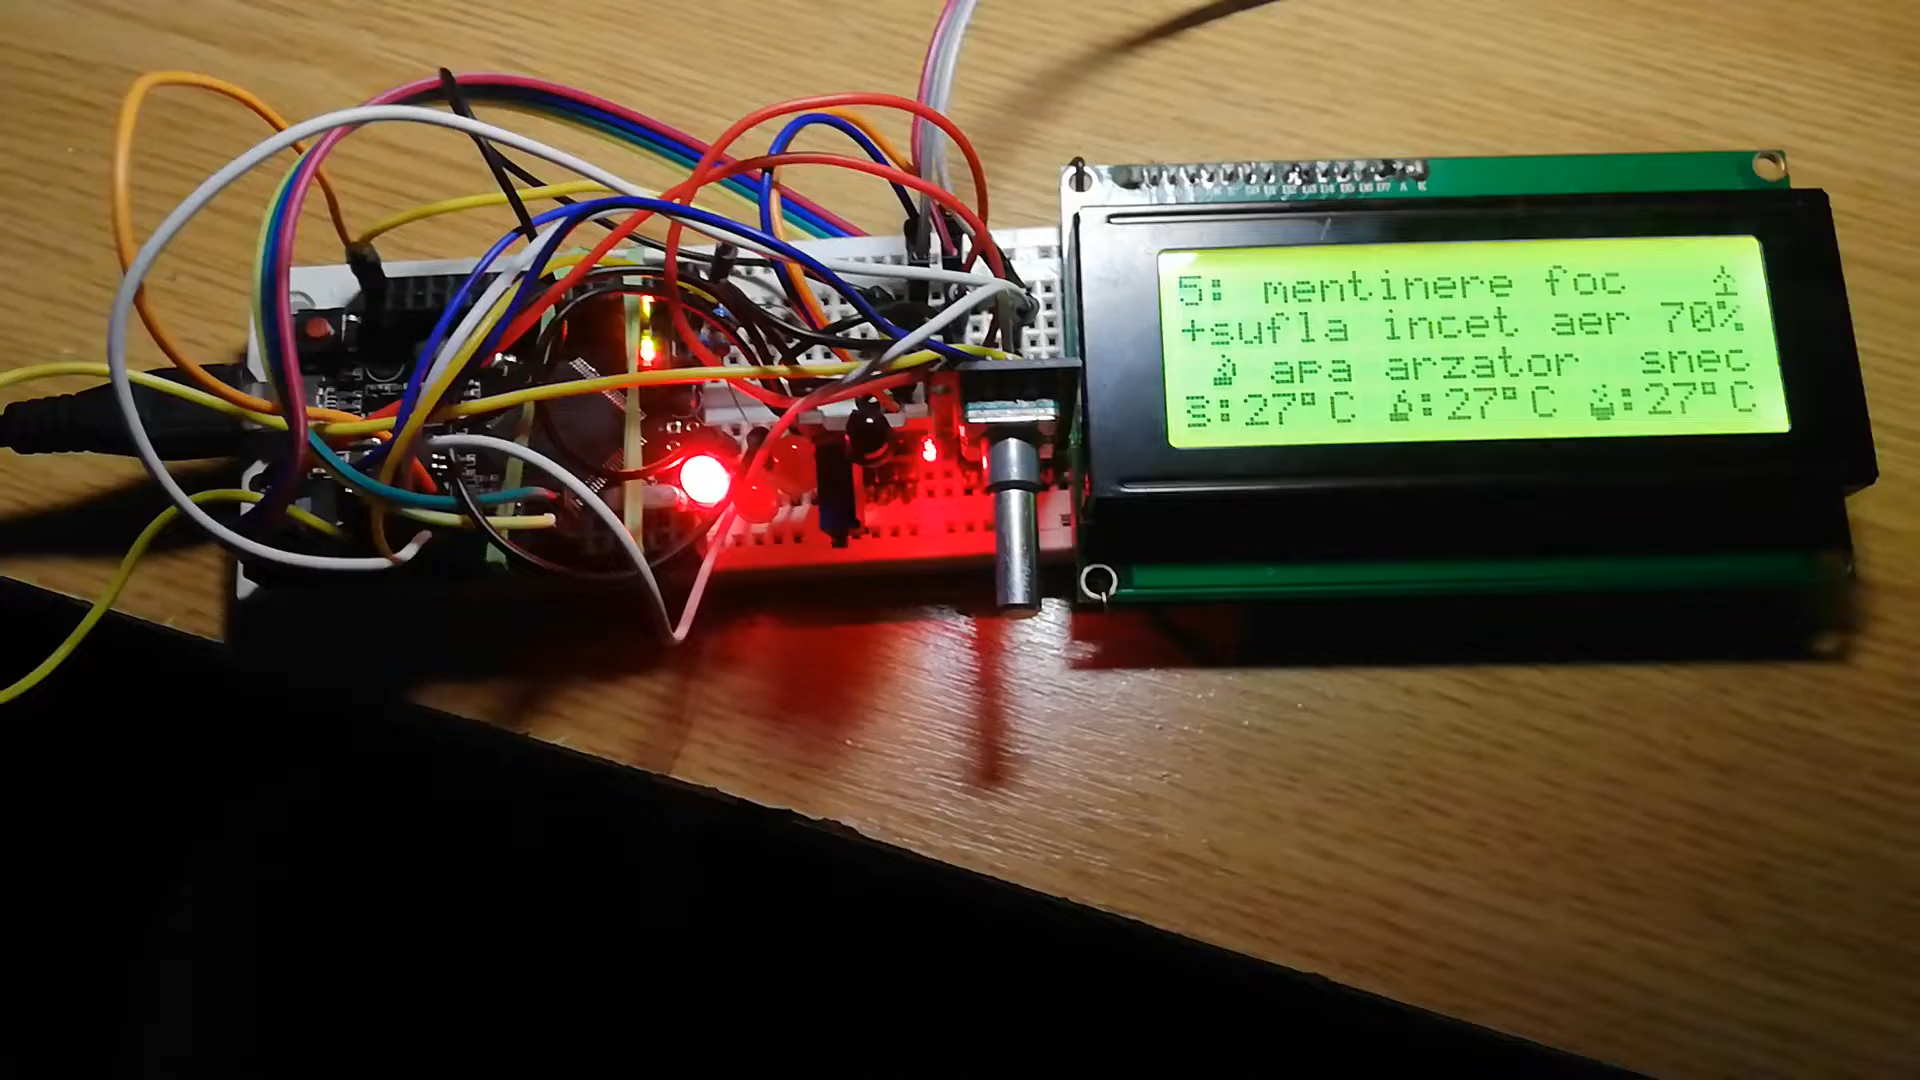 5: mentinere foc
+sufla incet aer 70%
apa arzator snec
:27°C :27°C :27°C